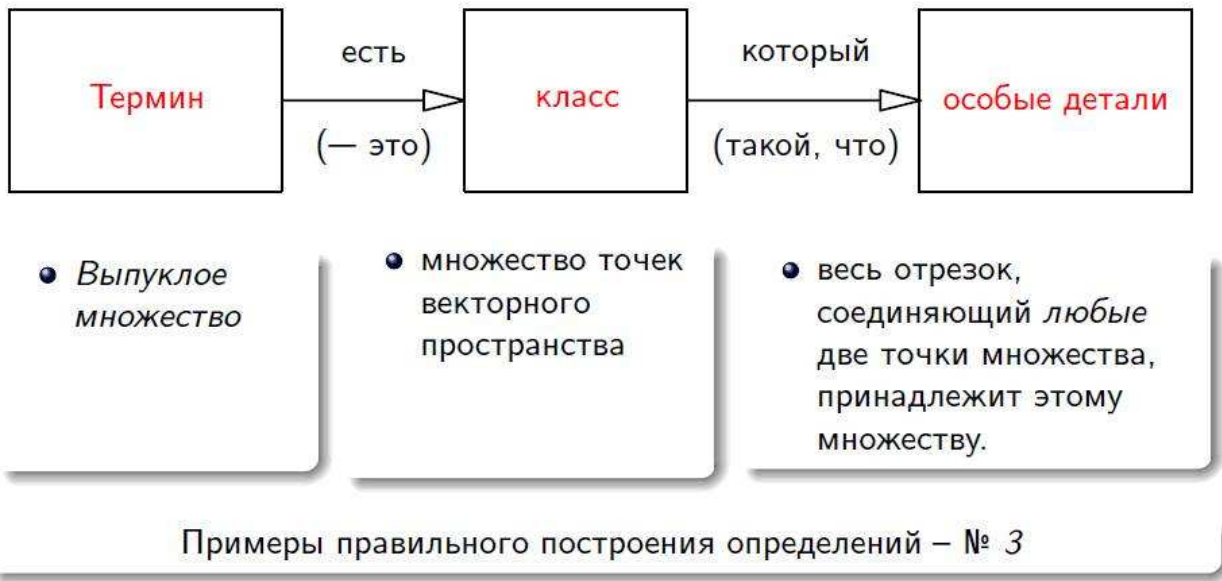 Термин
есть
(— это)
класс
который
(такой, что)
особые детали
Выпуклое
множество
множество точек
векторного
пространства
весь отрезок,
соединяющий любые
две точки множества,
принадлежит этому
множеству.
Примеры правильного построения определений – № 3